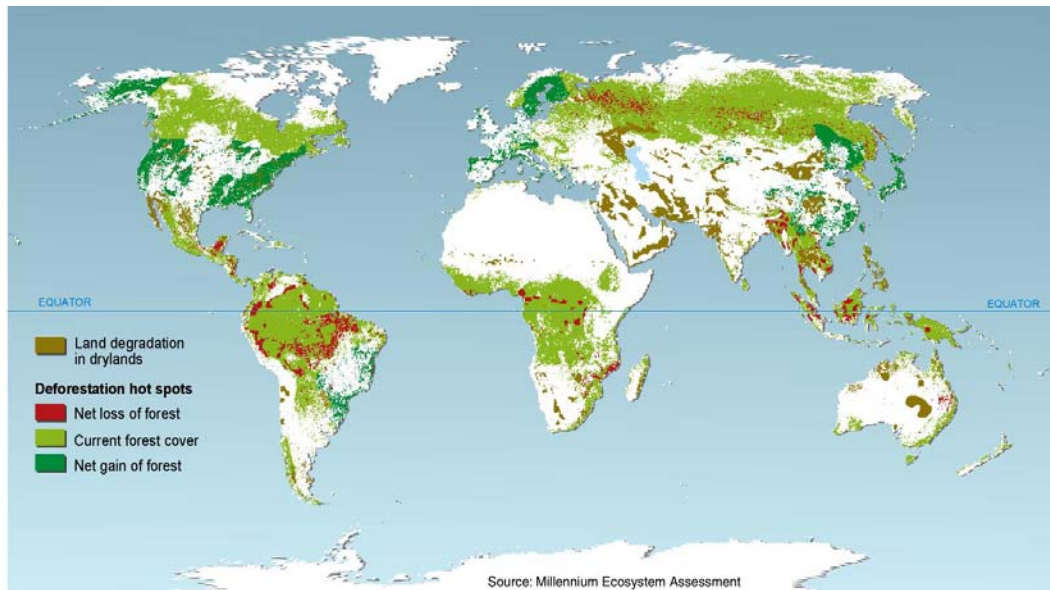 EQUATOR
EQUATOR
Land degradation
in drylands
Deforestation hot spots
Net loss of forest
Current forest cover
Net gain of forest
Source: Millennium Ecosystem Assessment